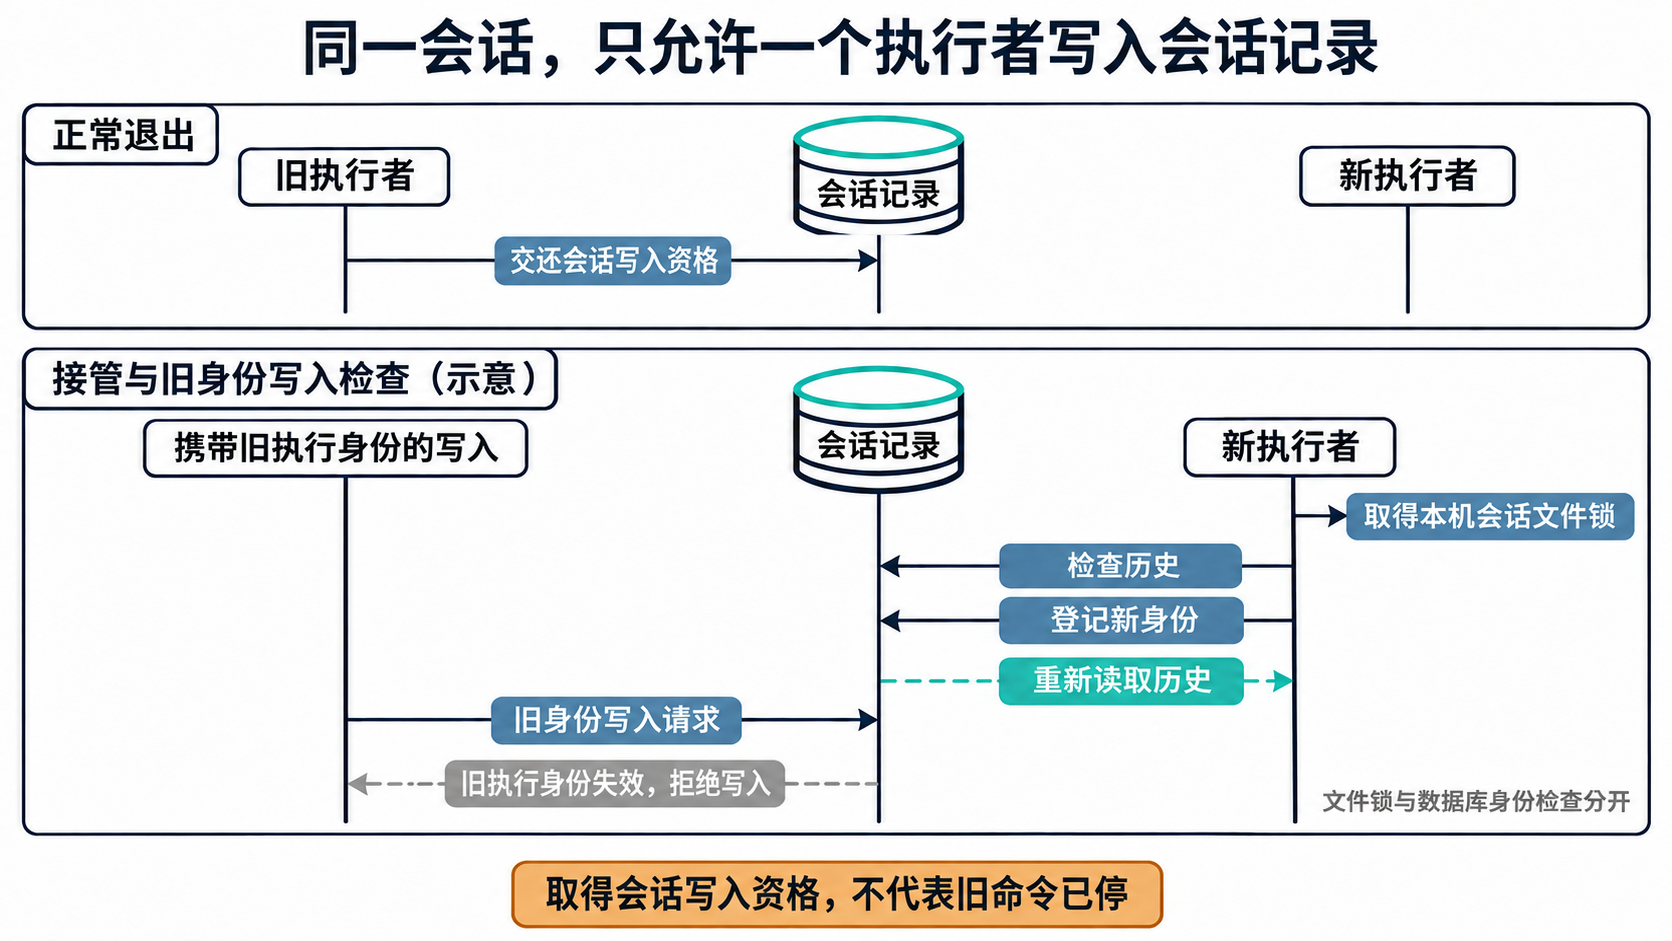 同一会话，只允许一个执行者写入会话记录
正常退出
旧执行者
会话记录
新执行者
交还会话写入资格
接管与旧身份写入检查（示意）
携带旧执行身份的写入
会话记录
新执行者
取得本机会话文件锁
检查历史
登记新身份
重新读取历史
旧身份写入请求
旧执行身份失效，拒绝写入
文件锁与数据库身份检查分开
取得会话写入资格，不代表旧命令已停